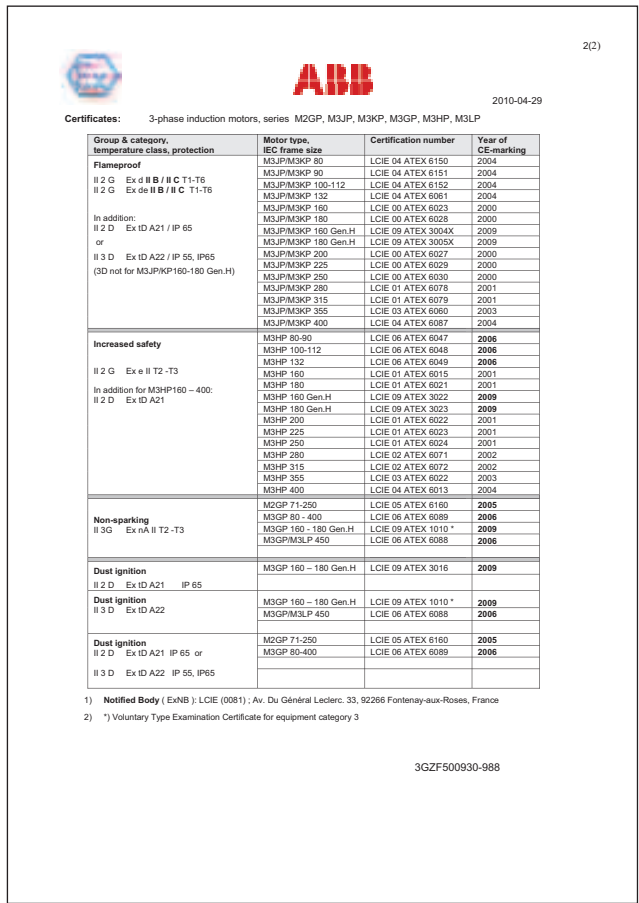 2(2)
ABB
2010-04-29
Certificates: 3-phase induction motors, series M2GP, M3JP, M3KP, M3GP, M3HP, M3LP
Group & category, temperature class, protection Motor type, IEC frame size Certification number Year of CE-marking
Flameproof
II 2 G Ex d II B / II C T1-T6
II 2 G Ex de II B / II C T1-T6
In addition:
II 2 D Ex tD A21 / IP 65
or
II 3 D Ex tD A22 / IP 55, IP65
(3D not for M3JP/KP160-180 Gen.H)
M3JP/M3KP 80 LCIE 04 ATEX 6150 2004
M3JP/M3KP 90 LCIE 04 ATEX 6151 2004
M3JP/M3KP 100-112 LCIE 04 ATEX 6152 2004
M3JP/M3KP 132 LCIE 04 ATEX 6061 2004
M3JP/M3KP 160 LCIE 00 ATEX 6023 2000
M3JP/M3KP 180 LCIE 00 ATEX 6028 2000
M3JP/M3KP 160 Gen.H LCIE 09 ATEX 3004X 2009
M3JP/M3KP 180 Gen.H LCIE 09 ATEX 3005X 2009
M3JP/M3KP 200 LCIE 00 ATEX 6027 2000
M3JP/M3KP 225 LCIE 00 ATEX 6029 2000
M3JP/M3KP 250 LCIE 00 ATEX 6030 2000
M3JP/M3KP 280 LCIE 01 ATEX 6078 2001
M3JP/M3KP 315 LCIE 01 ATEX 6079 2001
M3JP/M3KP 355 LCIE 03 ATEX 6060 2003
M3JP/M3KP 400 LCIE 04 ATEX 6087 2004
Increased safety
II 2 G Ex e II T2 -T3
In addition for M3HP160 – 400:
II 2 D Ex tD A21
M3HP 80-90 LCIE 06 ATEX 6047 2006
M3HP 100-112 LCIE 06 ATEX 6048 2006
M3HP 132 LCIE 06 ATEX 6049 2006
M3HP 160 LCIE 01 ATEX 6015 2001
M3HP 180 LCIE 01 ATEX 6021 2001
M3HP 160 Gen.H LCIE 09 ATEX 3022 2009
M3HP 180 Gen.H LCIE 09 ATEX 3023 2009
M3HP 200 LCIE 01 ATEX 6022 2001
M3HP 225 LCIE 01 ATEX 6023 2001
M3HP 250 LCIE 01 ATEX 6024 2001
M3HP 280 LCIE 02 ATEX 6071 2002
M3HP 315 LCIE 02 ATEX 6072 2002
M3HP 355 LCIE 03 ATEX 6022 2003
M3HP 400 LCIE 04 ATEX 6013 2004
Non-sparking
II 3G Ex nA II T2 -T3
M2GP 71-250 LCIE 05 ATEX 6160 2005
M3GP 80 - 400 LCIE 06 ATEX 6089 2006
M3GP 160 - 180 Gen.H LCIE 09 ATEX 1010 * 2009
M3GP/M3LP 450 LCIE 06 ATEX 6088 2006
Dust ignition
II 2 D Ex tD A21 IP 65
M3GP 160 – 180 Gen.H LCIE 09 ATEX 3016 2009
Dust ignition
II 3 D Ex tD A22
M3GP 160 – 180 Gen.H LCIE 09 ATEX 1010 * 2009
M3GP/M3LP 450 LCIE 06 ATEX 6088 2006
Dust ignition
II 2 D Ex tD A21 IP 65 or
II 3 D Ex tD A22 IP 55, IP65
M2GP 71-250 LCIE 05 ATEX 6160 2005
M3GP 80-400 LCIE 06 ATEX 6089 2006
1) Notified Body ( ExNB ): LCIE (0081) ; Av. Du Général Leclerc. 33, 92266 Fontenay-aux-Roses, France
2) *) Voluntary Type Examination Certificate for equipment category 3
3GZF500930-988